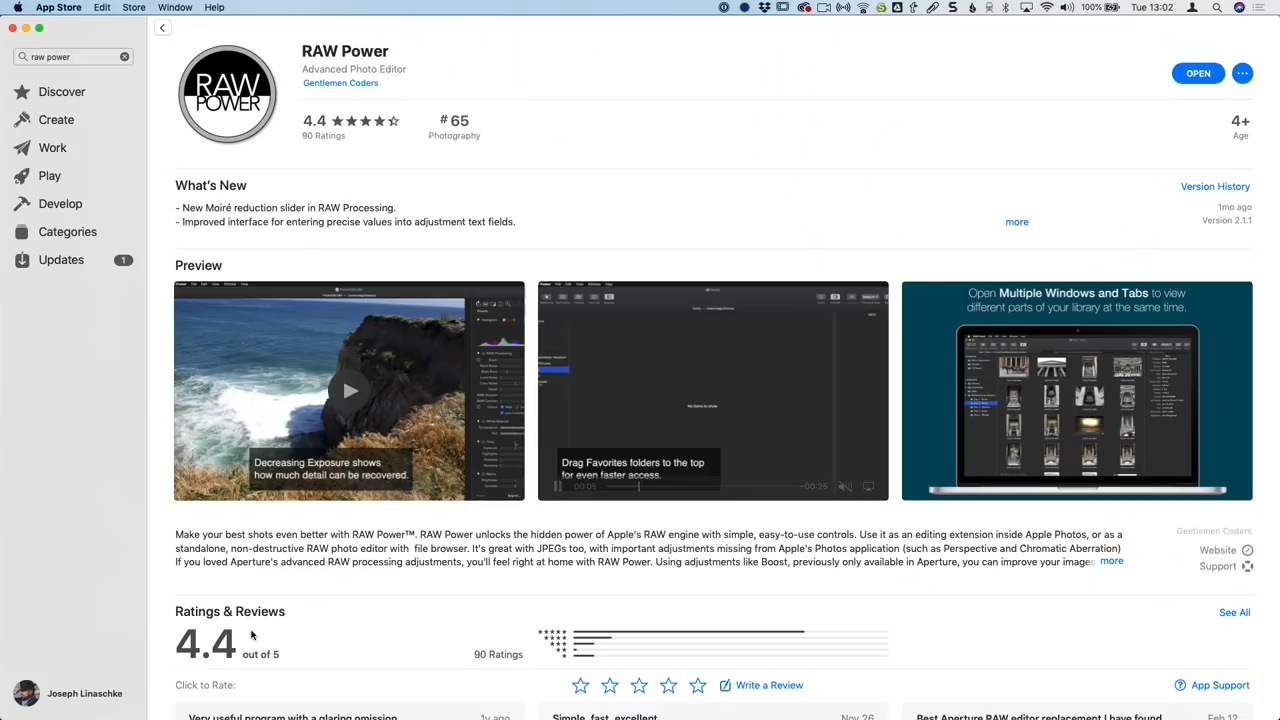 App Store Edit Store Window Help
100% Tue 13:02
raw power
Discover
Create
Work
Play
Develop
Categories
Updates 1
Joseph Linaschke
RAW
POWER
RAW Power
Advanced Photo Editor
Gentlemen Coders
OPEN
4.4
90 Ratings
# 65
Photography
4+
Age
What's New
Version History
- New Moiré reduction slider in RAW Processing.
- Improved interface for entering precise values into adjustment text fields.
more
1mo ago
Version 2.1.1
Preview
Decreasing Exposure shows
how much detail can be recovered.
No items to show
Drag Favorites folders to the top
for even faster access.
00:05 -00:25
Open Multiple Windows and Tabs to view
different parts of your library at the same time.
Make your best shots even better with RAW Power™. RAW Power unlocks the hidden power of Apple's RAW engine with simple, easy-to-use controls. Use it as an editing extension inside Apple Photos, or as a
standalone, non-destructive RAW photo editor with file browser. It's great with JPEGs too, with important adjustments missing from Apple's Photos application (such as Perspective and Chromatic Aberration)
If you loved Aperture's advanced RAW processing adjustments, you'll feel right at home with RAW Power. Using adjustments like Boost, previously only available in Aperture, you can improve your images more
Gentlemen Coders
Website
Support
Ratings & Reviews
See All
4.4 out of 5
90 Ratings
Click to Rate:
Write a Review
App Support
Very useful program with a glaring omission 1y ago
Simple, fast, excellent Nov 26
Best Aperture RAW editor replacement I have found Feb 12